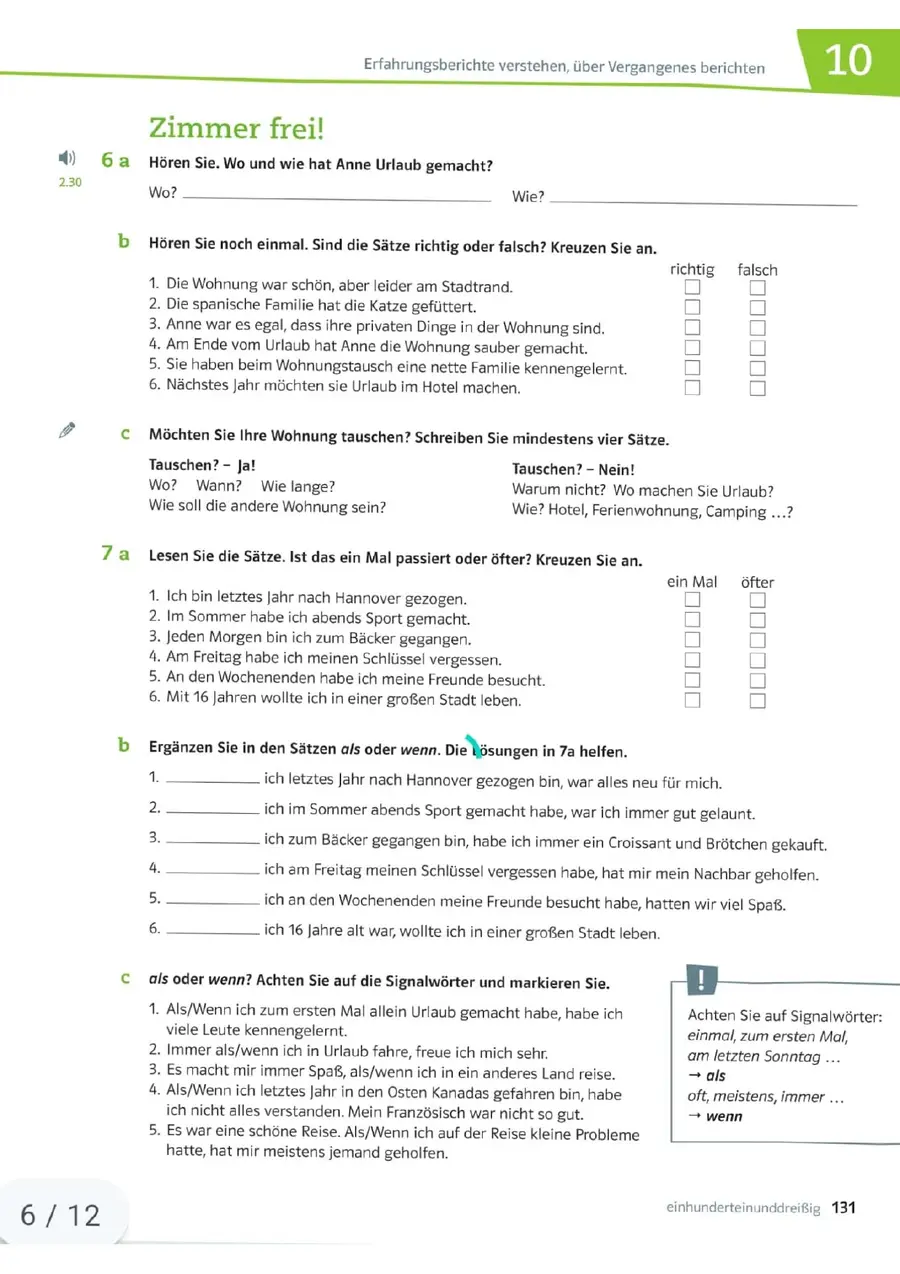 Erfahrungsberichte verstehen, über Vergangenes berichten
10
Zimmer frei!
2.30
6 a Hören Sie. Wo und wie hat Anne Urlaub gemacht?
Wo? Wie?
b Hören Sie noch einmal. Sind die Sätze richtig oder falsch? Kreuzen Sie an.
richtig falsch
1. Die Wohnung war schön, aber leider am Stadtrand.
2. Die spanische Familie hat die Katze gefüttert.
3. Anne war es egal, dass ihre privaten Dinge in der Wohnung sind.
4. Am Ende vom Urlaub hat Anne die Wohnung sauber gemacht.
5. Sie haben beim Wohnungstausch eine nette Familie kennengelernt.
6. Nächstes Jahr möchten sie Urlaub im Hotel machen.
c Möchten Sie Ihre Wohnung tauschen? Schreiben Sie mindestens vier Sätze.
Tauschen? – Ja!
Wo? Wann? Wie lange?
Wie soll die andere Wohnung sein?
Tauschen? – Nein!
Warum nicht? Wo machen Sie Urlaub?
Wie? Hotel, Ferienwohnung, Camping ...?
7 a Lesen Sie die Sätze. Ist das ein Mal passiert oder öfter? Kreuzen Sie an.
ein Mal öfter
1. Ich bin letztes Jahr nach Hannover gezogen.
2. Im Sommer habe ich abends Sport gemacht.
3. Jeden Morgen bin ich zum Bäcker gegangen.
4. Am Freitag habe ich meinen Schlüssel vergessen.
5. An den Wochenenden habe ich meine Freunde besucht.
6. Mit 16 Jahren wollte ich in einer großen Stadt leben.
b Ergänzen Sie in den Sätzen als oder wenn. Die Lösungen in 7a helfen.
1. ich letztes Jahr nach Hannover gezogen bin, war alles neu für mich.
2. ich im Sommer abends Sport gemacht habe, war ich immer gut gelaunt.
3. ich zum Bäcker gegangen bin, habe ich immer ein Croissant und Brötchen gekauft.
4. ich am Freitag meinen Schlüssel vergessen habe, hat mir mein Nachbar geholfen.
5. ich an den Wochenenden meine Freunde besucht habe, hatten wir viel Spaß.
6. ich 16 Jahre alt war, wollte ich in einer großen Stadt leben.
c als oder wenn? Achten Sie auf die Signalwörter und markieren Sie.
1. Als/Wenn ich zum ersten Mal allein Urlaub gemacht habe, habe ich
viele Leute kennengelernt.
2. Immer als/wenn ich in Urlaub fahre, freue ich mich sehr.
3. Es macht mir immer Spaß, als/wenn ich in ein anderes Land reise.
4. Als/Wenn ich letztes Jahr in den Osten Kanadas gefahren bin, habe
ich nicht alles verstanden. Mein Französisch war nicht so gut.
5. Es war eine schöne Reise. Als/Wenn ich auf der Reise kleine Probleme
hatte, hat mir meistens jemand geholfen.
!
Achten Sie auf Signalwörter:
einmal, zum ersten Mal,
am letzten Sonntag ...
→ als
oft, meistens, immer ...
→ wenn
6 / 12
einhunderteinunddreißig 131